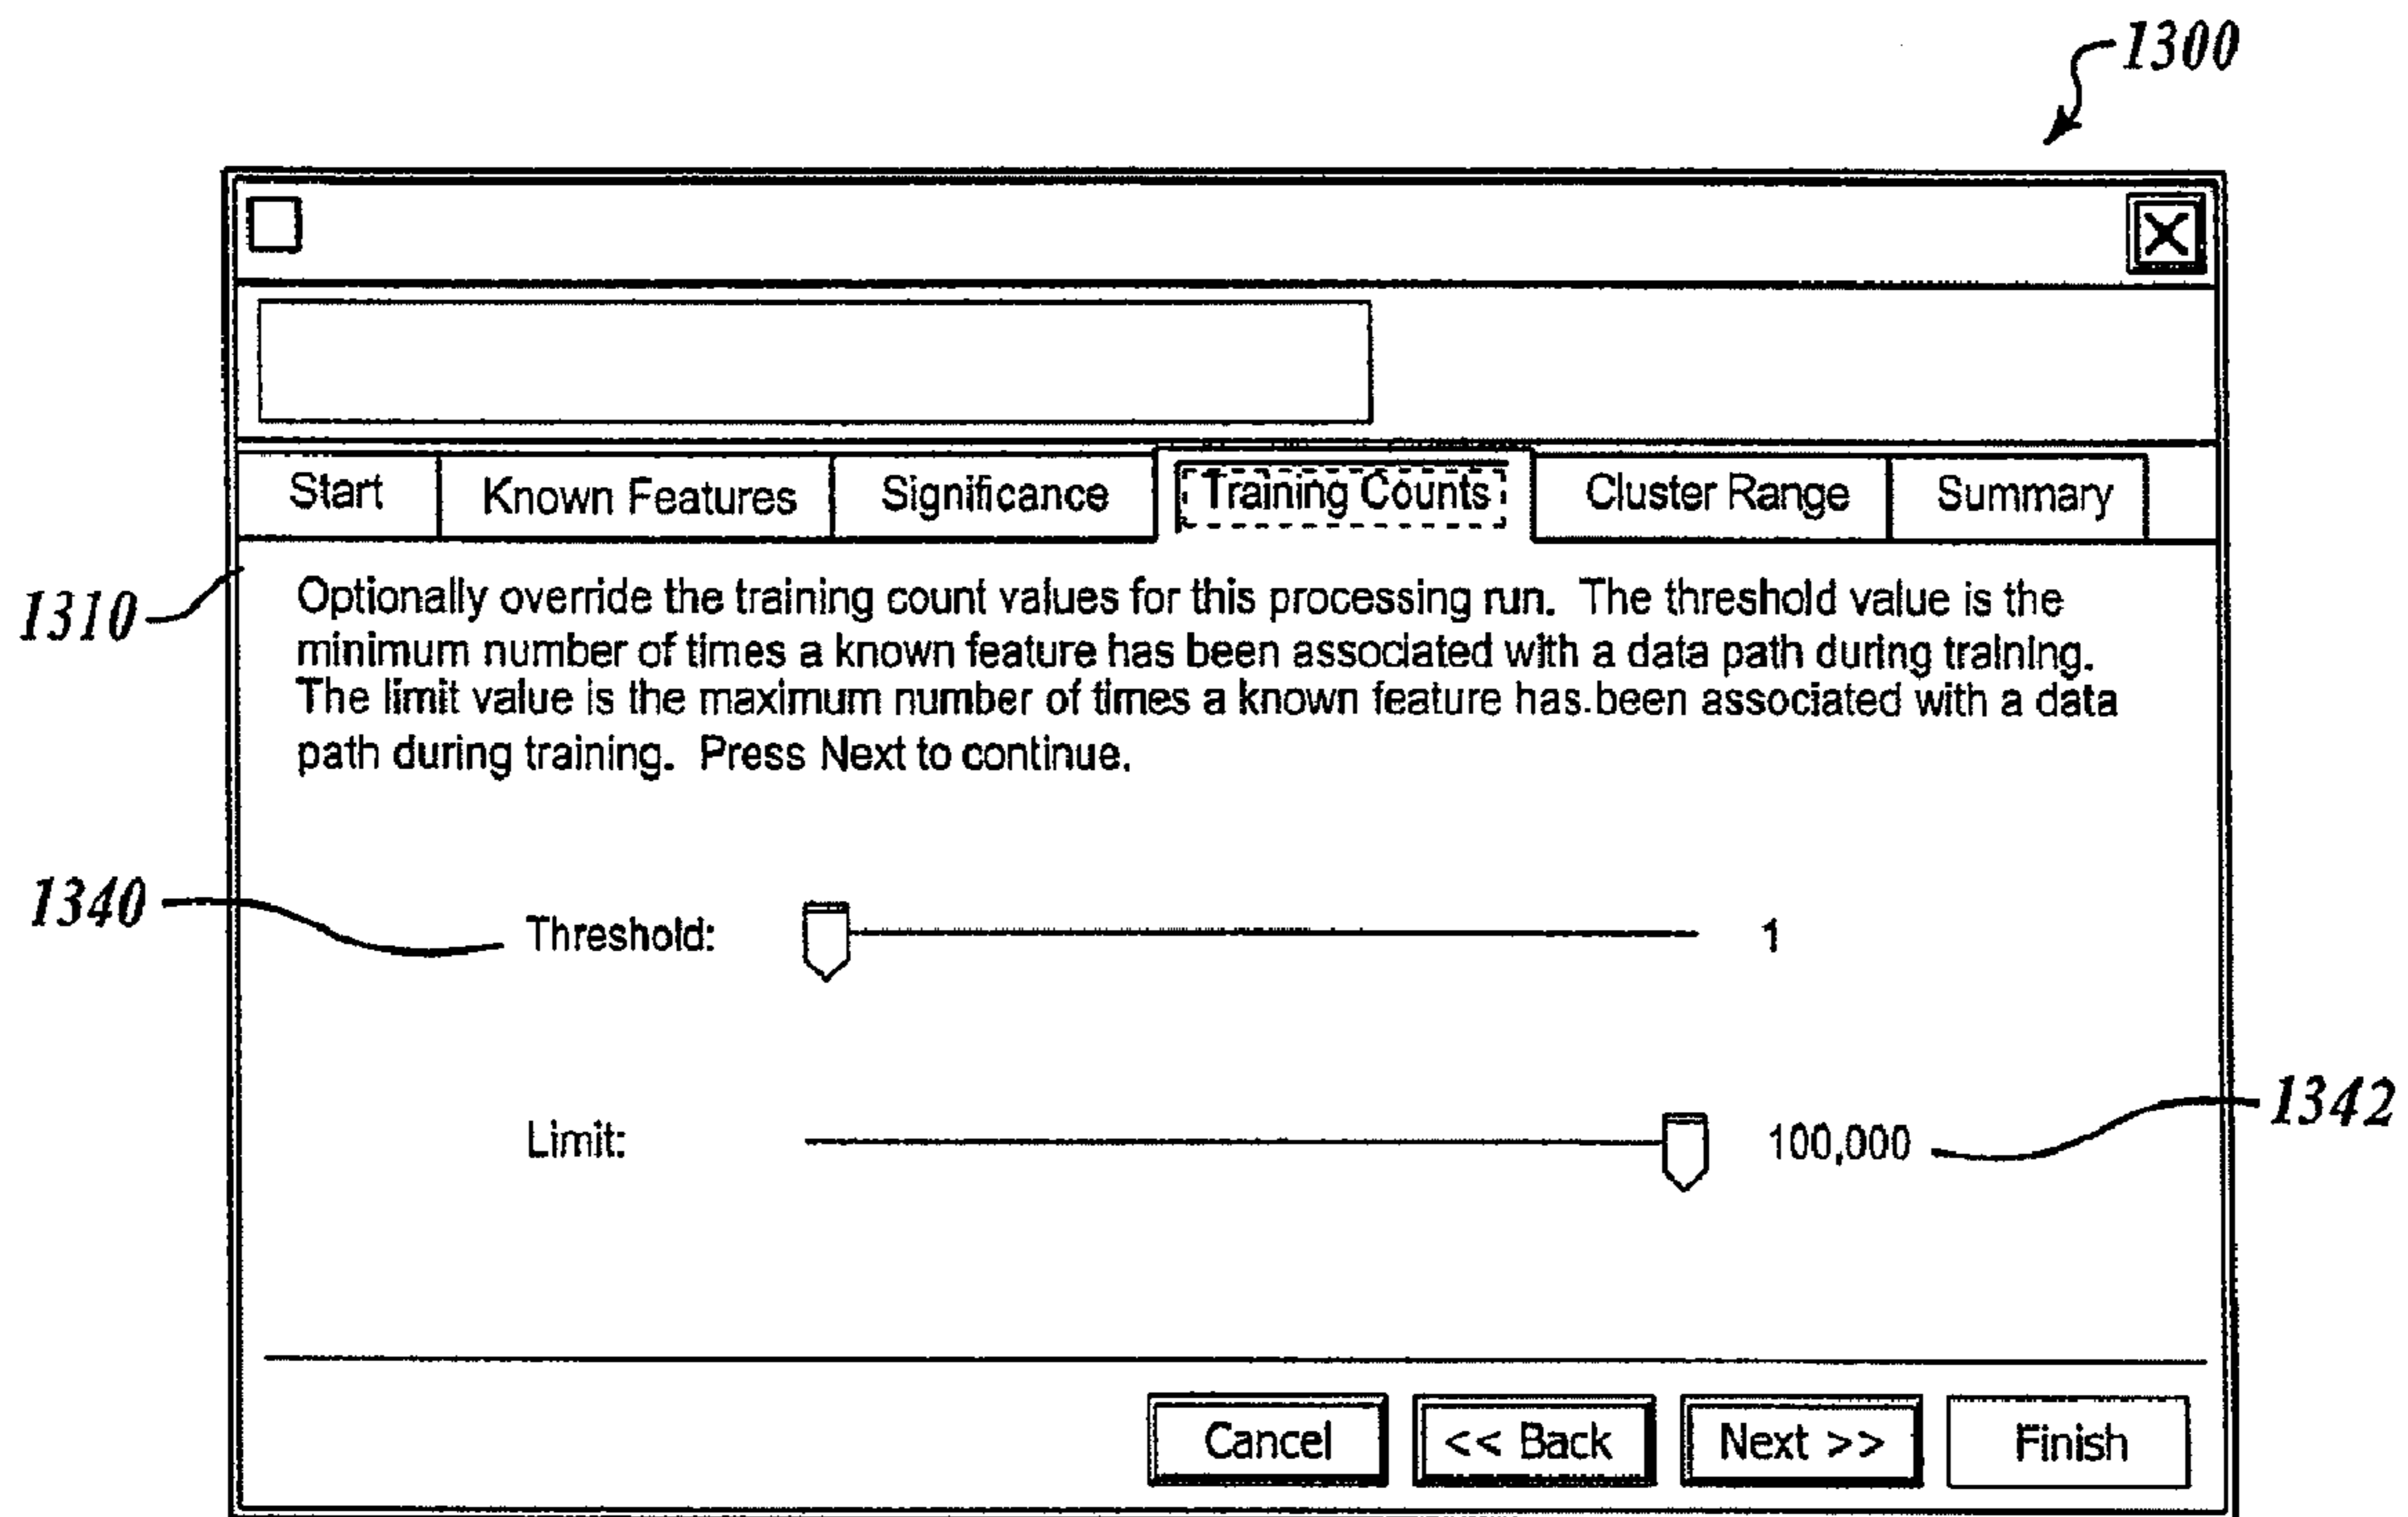 1300
Start Known Features Significance Training Counts Cluster Range Summary
1310
Optionally override the training count values for this processing run. The threshold value is the
minimum number of times a known feature has been associated with a data path during training.
The limit value is the maximum number of times a known feature has been associated with a data
path during training. Press Next to continue.
1340
Threshold: 1
Limit: 100,000
1342
Cancel << Back Next >> Finish